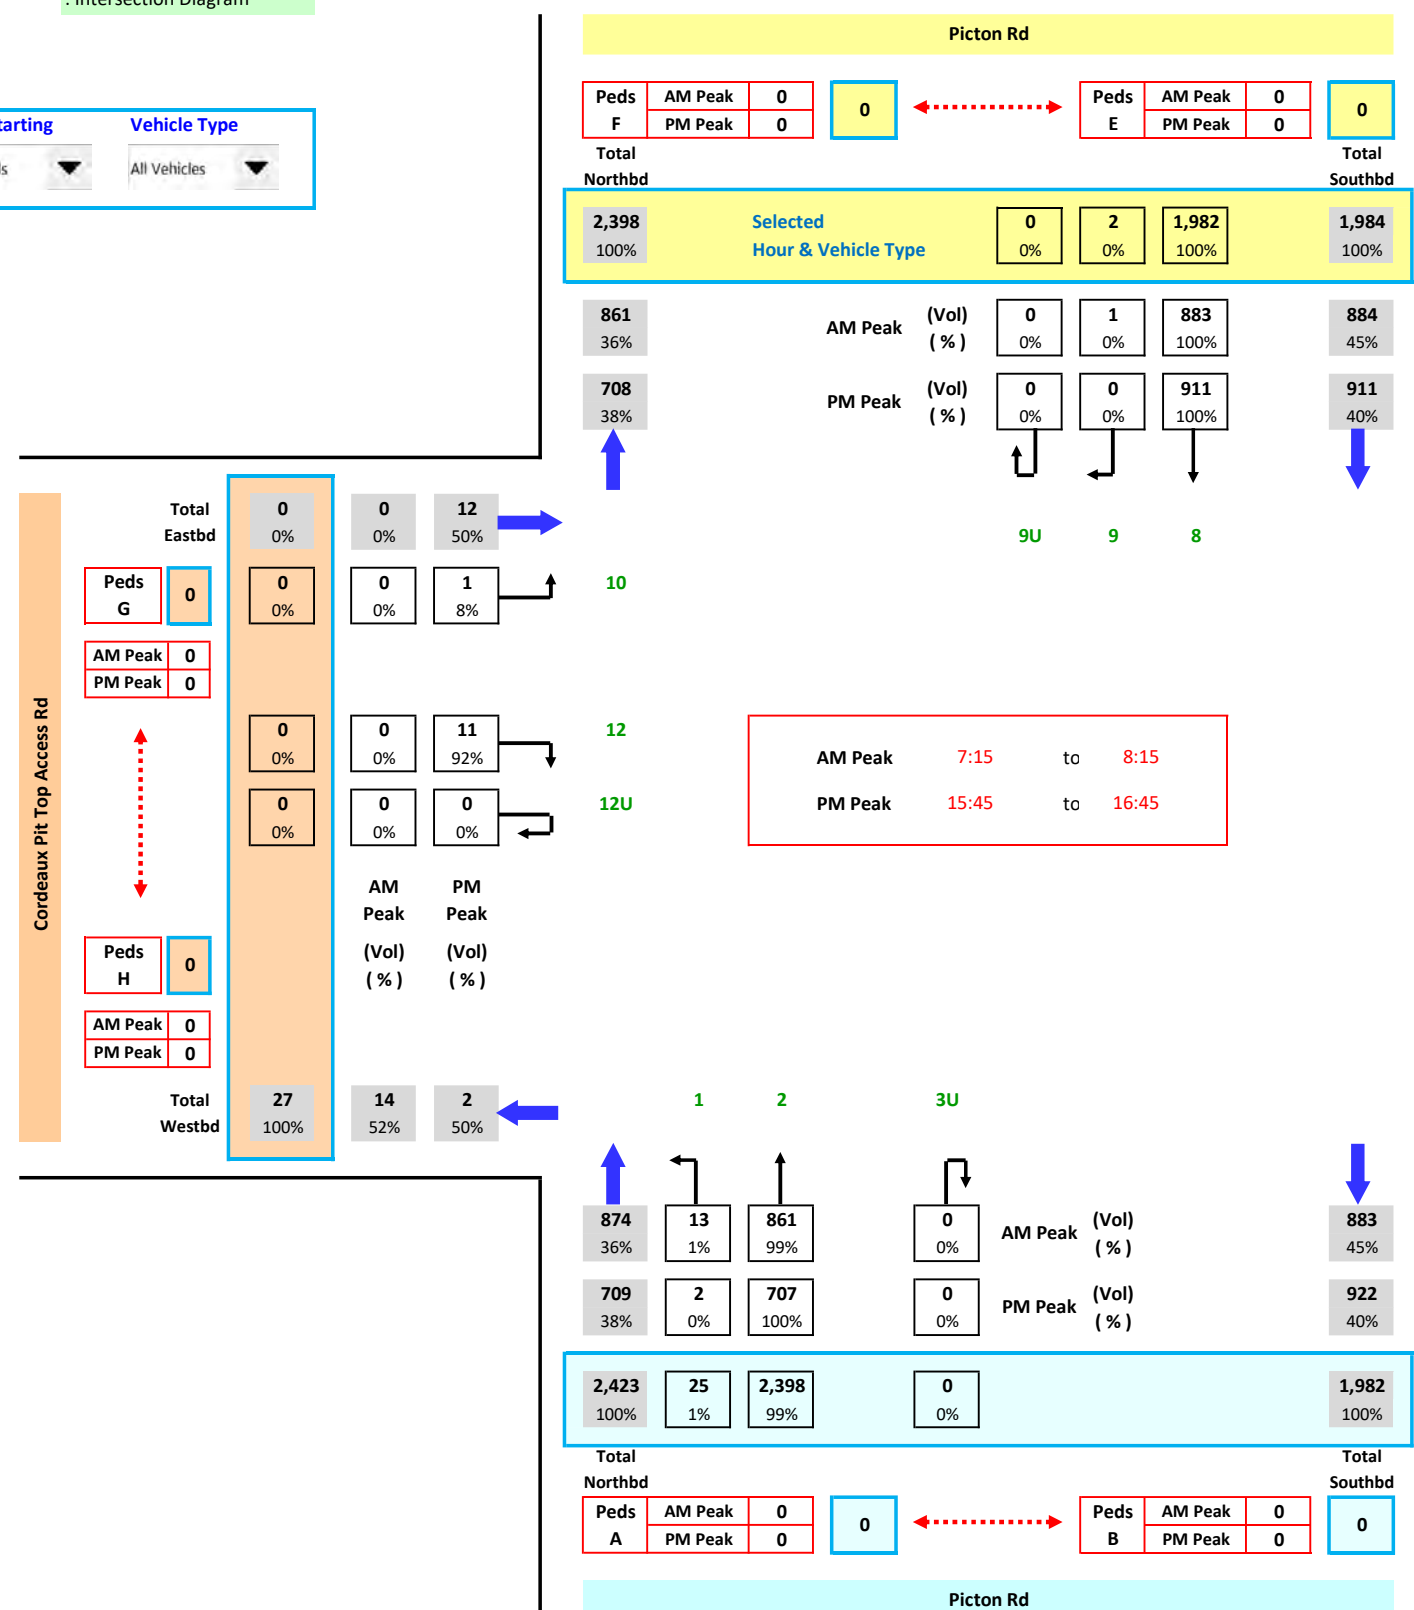 : Intersection Diagram
Picton Rd
Peds AM Peak 0 0 Peds AM Peak 0 0
F PM Peak 0 E PM Peak 0
tarting Vehicle Type
ls All Vehicles
Total Total
Northbd Southbd
2,398 Selected 0 2 1,982 1,984
100% Hour & Vehicle Type 0% 0% 100% 100%
861 AM Peak (Vol) 0 1 883 884
36% ( % ) 0% 0% 100% 45%
708 PM Peak (Vol) 0 0 911 911
38% ( % ) 0% 0% 100% 40%
Total 0 0 12
Eastbd 0% 0% 50%
9U 9 8
Peds 0 0 0 1 10
G 0% 0% 8%
AM Peak 0
PM Peak 0
Cordeaux Pit Top Access Rd
0 0 11 12
0% 0% 92%
AM Peak 7:15 to 8:15
0 0 0 12U
0% 0% 0%
PM Peak 15:45 to 16:45
AM PM
Peak Peak
(Vol) (Vol)
( % ) ( % )
Peds 0
H
AM Peak 0
PM Peak 0
Total 27 14 2 1 2 3U
Westbd 100% 52% 50%
874 13 861 0 AM Peak (Vol) 883
36% 1% 99% 0% ( % ) 45%
709 2 707 0 PM Peak (Vol) 922
38% 0% 100% 0% ( % ) 40%
2,423 25 2,398 0 1,982
100% 1% 99% 0% 100%
Total Total
Northbd Southbd
Peds AM Peak 0 0 Peds AM Peak 0 0
A PM Peak 0 B PM Peak 0
Picton Rd